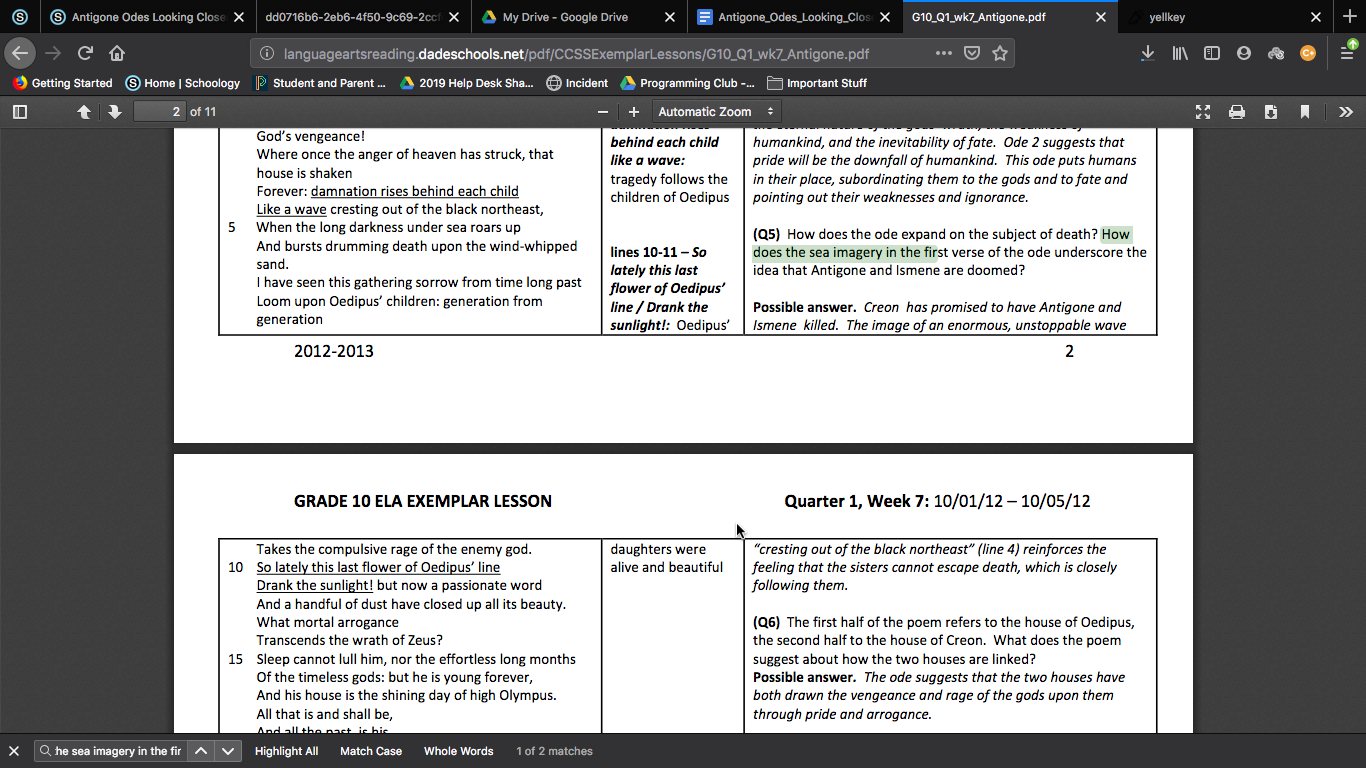 Antigone Odes Looking Close
dd0716b6-2eb6-4f50-9c69-2ccf
My Drive - Google Drive
Antigone_Odes_Looking_Clos
G10_Q1_wk7_Antigone.pdf
yellkey
languageartsreading.dadeschools.net/pdf/CCSSExemplarLessons/G10_Q1_wk7_Antigone.pdf
Getting Started
Home | Schoology
Student and Parent ...
2019 Help Desk Sha...
Incident
Programming Club -...
Important Stuff
2 of 11
Automatic Zoom
God's vengeance!
Where once the anger of heaven has struck, that
house is shaken
Forever: damnation rises behind each child
Like a wave cresting out of the black northeast,
5 When the long darkness under sea roars up
And bursts drumming death upon the wind-whipped
sand.
I have seen this gathering sorrow from time long past
Loom upon Oedipus' children: generation from
generation
damnation rises
behind each child
like a wave:
tragedy follows the
children of Oedipus
lines 10-11 – So
lately this last
flower of Oedipus'
line / Drank the
sunlight!: Oedipus'
the eternal nature of the gods' wrath, the weakness of
humankind, and the inevitability of fate. Ode 2 suggests that
pride will be the downfall of humankind. This ode puts humans
in their place, subordinating them to the gods and to fate and
pointing out their weaknesses and ignorance.
(Q5) How does the ode expand on the subject of death? How
does the sea imagery in the first verse of the ode underscore the
idea that Antigone and Ismene are doomed?
Possible answer. Creon has promised to have Antigone and
Ismene killed. The image of an enormous, unstoppable wave
2012-2013
2
GRADE 10 ELA EXEMPLAR LESSON
Quarter 1, Week 7: 10/01/12 – 10/05/12
Takes the compulsive rage of the enemy god.
10 So lately this last flower of Oedipus' line
Drank the sunlight! but now a passionate word
And a handful of dust have closed up all its beauty.
What mortal arrogance
Transcends the wrath of Zeus?
15 Sleep cannot lull him, nor the effortless long months
Of the timeless gods: but he is young forever,
And his house is the shining day of high Olympus.
All that is and shall be,
And all the past, is his
daughters were
alive and beautiful
"cresting out of the black northeast" (line 4) reinforces the
feeling that the sisters cannot escape death, which is closely
following them.
(Q6) The first half of the poem refers to the house of Oedipus,
the second half to the house of Creon. What does the poem
suggest about how the two houses are linked?
Possible answer. The ode suggests that the two houses have
both drawn the vengeance and rage of the gods upon them
through pride and arrogance.
he sea imagery in the fir
Highlight All
Match Case
Whole Words
1 of 2 matches